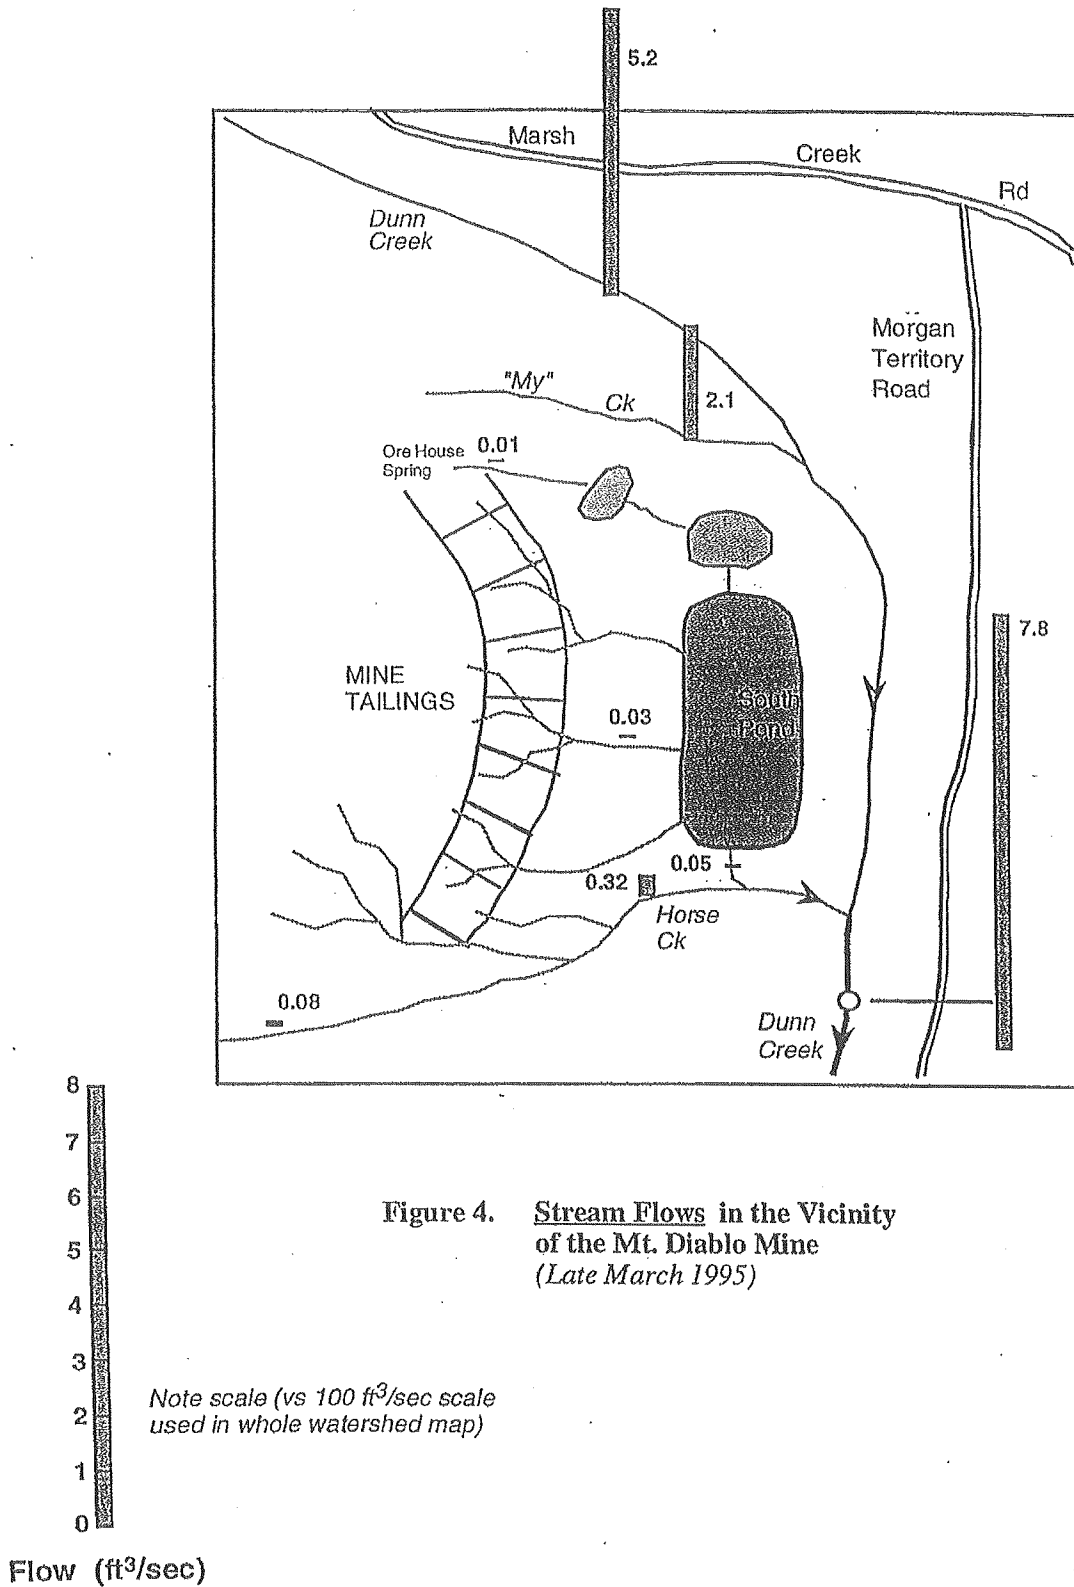 5.2
Marsh
Creek
Rd
Dunn
Creek
Morgan
Territory
Road
"My"
Ck
2.1
Ore House
Spring
0.01
7.8
MINE
TAILINGS
South
Pond
0.03
0.05
0.32
Horse
Ck
0.08
Dunn
Creek
8
7
6
5
4
3
2
1
0
Flow (ft³/sec)
Figure 4. Stream Flows in the Vicinity
of the Mt. Diablo Mine
(Late March 1995)
Note scale (vs 100 ft³/sec scale
used in whole watershed map)